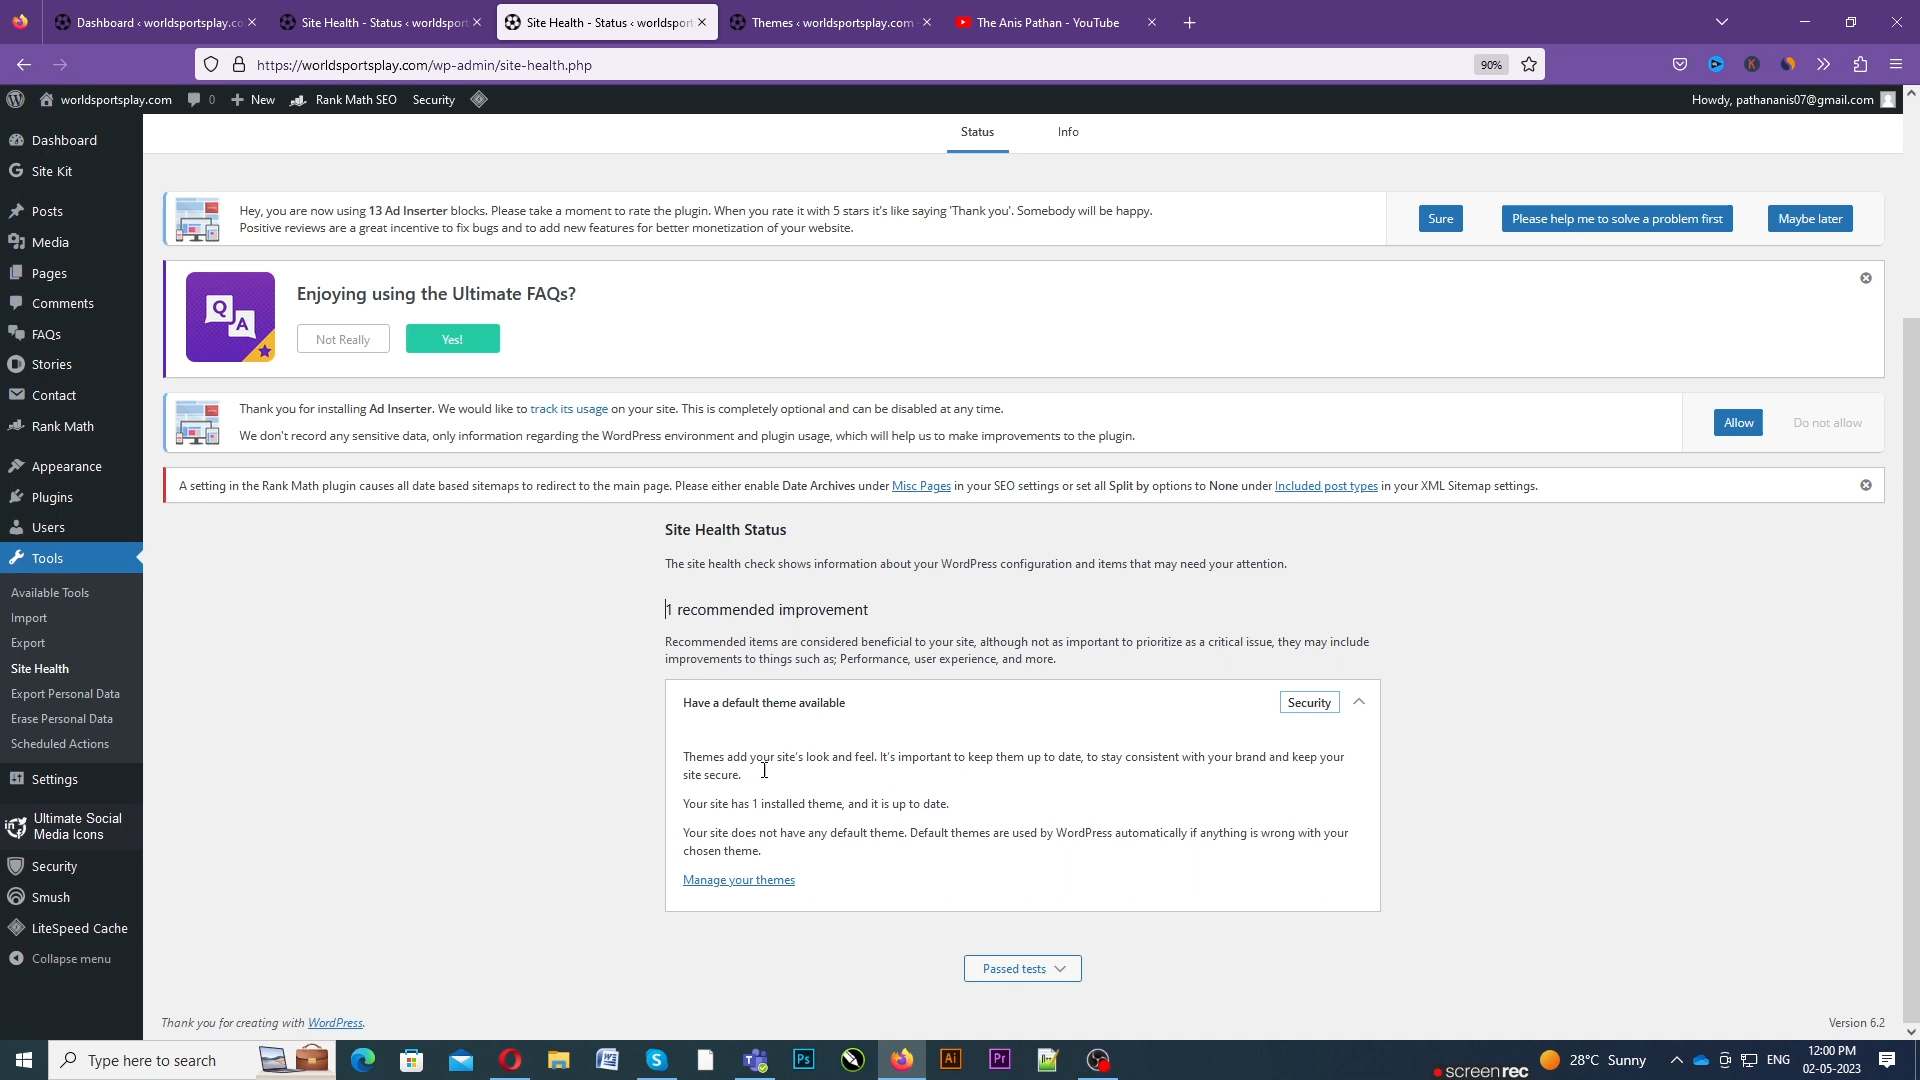 Dashboard ‹ worldsportsplay.co
Site Health - Status ‹ worldsport
Site Health - Status ‹ worldsport
Themes ‹ worldsportsplay.com
The Anis Pathan - YouTube
https://worldsportsplay.com/wp-admin/site-health.php
90%
worldsportsplay.com
0
New
Rank Math SEO
Security
Howdy, pathananis07@gmail.com
Dashboard
Site Kit
Posts
Media
Pages
Comments
FAQs
Stories
Contact
Rank Math
Appearance
Plugins
Users
Tools
Available Tools
Import
Export
Site Health
Export Personal Data
Erase Personal Data
Scheduled Actions
Settings
Ultimate Social
Media Icons
Security
Smush
LiteSpeed Cache
Collapse menu
Status
Info
Hey, you are now using 13 Ad Inserter blocks. Please take a moment to rate the plugin. When you rate it with 5 stars it's like saying 'Thank you'. Somebody will be happy.
Positive reviews are a great incentive to fix bugs and to add new features for better monetization of your website.
Sure
Please help me to solve a problem first
Maybe later
Q
A
Enjoying using the Ultimate FAQs?
Not Really
Yes!
Thank you for installing Ad Inserter. We would like to track its usage on your site. This is completely optional and can be disabled at any time.
We don't record any sensitive data, only information regarding the WordPress environment and plugin usage, which will help us to make improvements to the plugin.
Allow
Do not allow
A setting in the Rank Math plugin causes all date based sitemaps to redirect to the main page. Please either enable Date Archives under Misc Pages in your SEO settings or set all Split by options to None under Included post types in your XML Sitemap settings.
Site Health Status
The site health check shows information about your WordPress configuration and items that may need your attention.
1 recommended improvement
Recommended items are considered beneficial to your site, although not as important to prioritize as a critical issue, they may include
improvements to things such as; Performance, user experience, and more.
Have a default theme available
Security
Themes add your site's look and feel. It's important to keep them up to date, to stay consistent with your brand and keep your
site secure.
Your site has 1 installed theme, and it is up to date.
Your site does not have any default theme. Default themes are used by WordPress automatically if anything is wrong with your
chosen theme.
Manage your themes
Passed tests
Thank you for creating with WordPress.
Version 6.2
Type here to search
Ps
Ai
Pr
screenrec
28°C Sunny
ENG
12:00 PM
02-05-2023